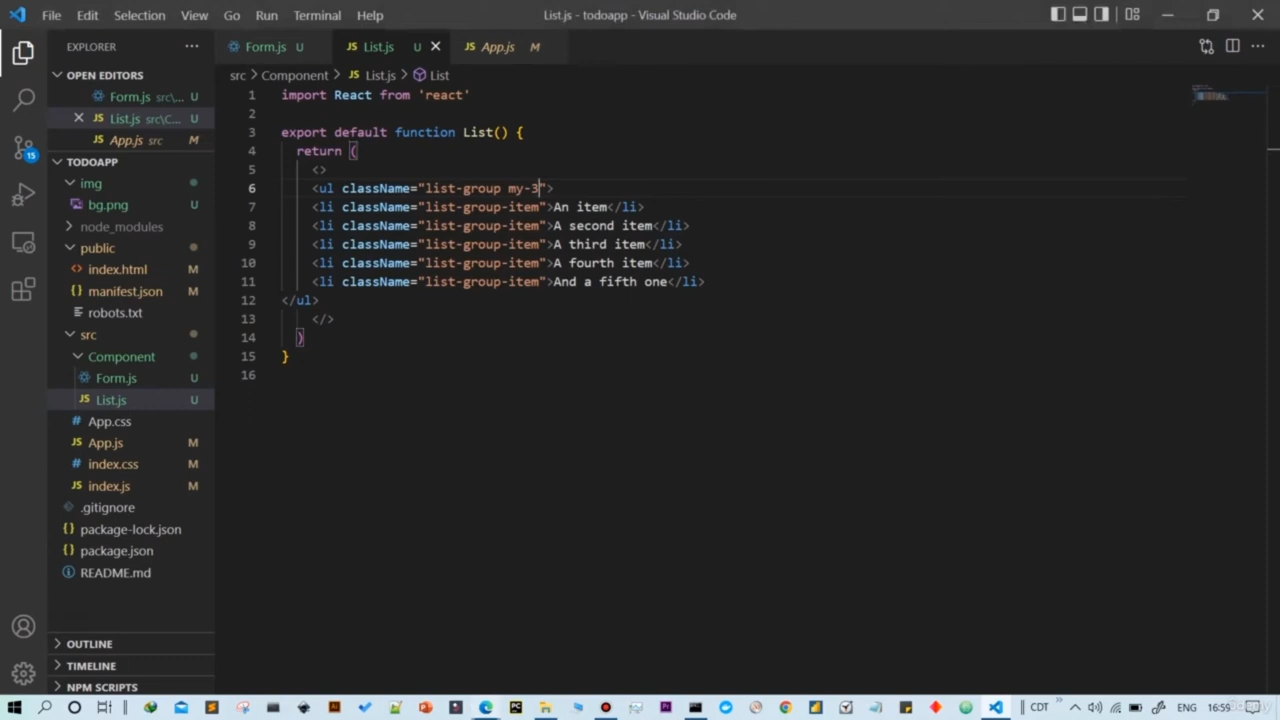 File Edit Selection View Go Run Terminal Help List.js - todoapp - Visual Studio Code
EXPLORER
OPEN EDITORS
Form.js src\... U
List.js src\C... U
App.js src M
TODOAPP
img
bg.png U
node_modules
public
index.html M
manifest.json M
robots.txt
src
Component
Form.js U
List.js U
App.css
App.js M
index.css M
index.js M
.gitignore
package-lock.json
package.json
README.md
OUTLINE
TIMELINE
NPM SCRIPTS
15
Form.js U JS List.js U JS App.js M
src > Component > JS List.js > List
1 import React from 'react'
2
3 export default function List() {
4 return (
5 <>
6 <ul className="list-group my-3">
7 <li className="list-group-item">An item</li>
8 <li className="list-group-item">A second item</li>
9 <li className="list-group-item">A third item</li>
10 <li className="list-group-item">A fourth item</li>
11 <li className="list-group-item">And a fifth one</li>
12 </ul>
13 </>
14 )
15 }
16
CDT ENG 16:59